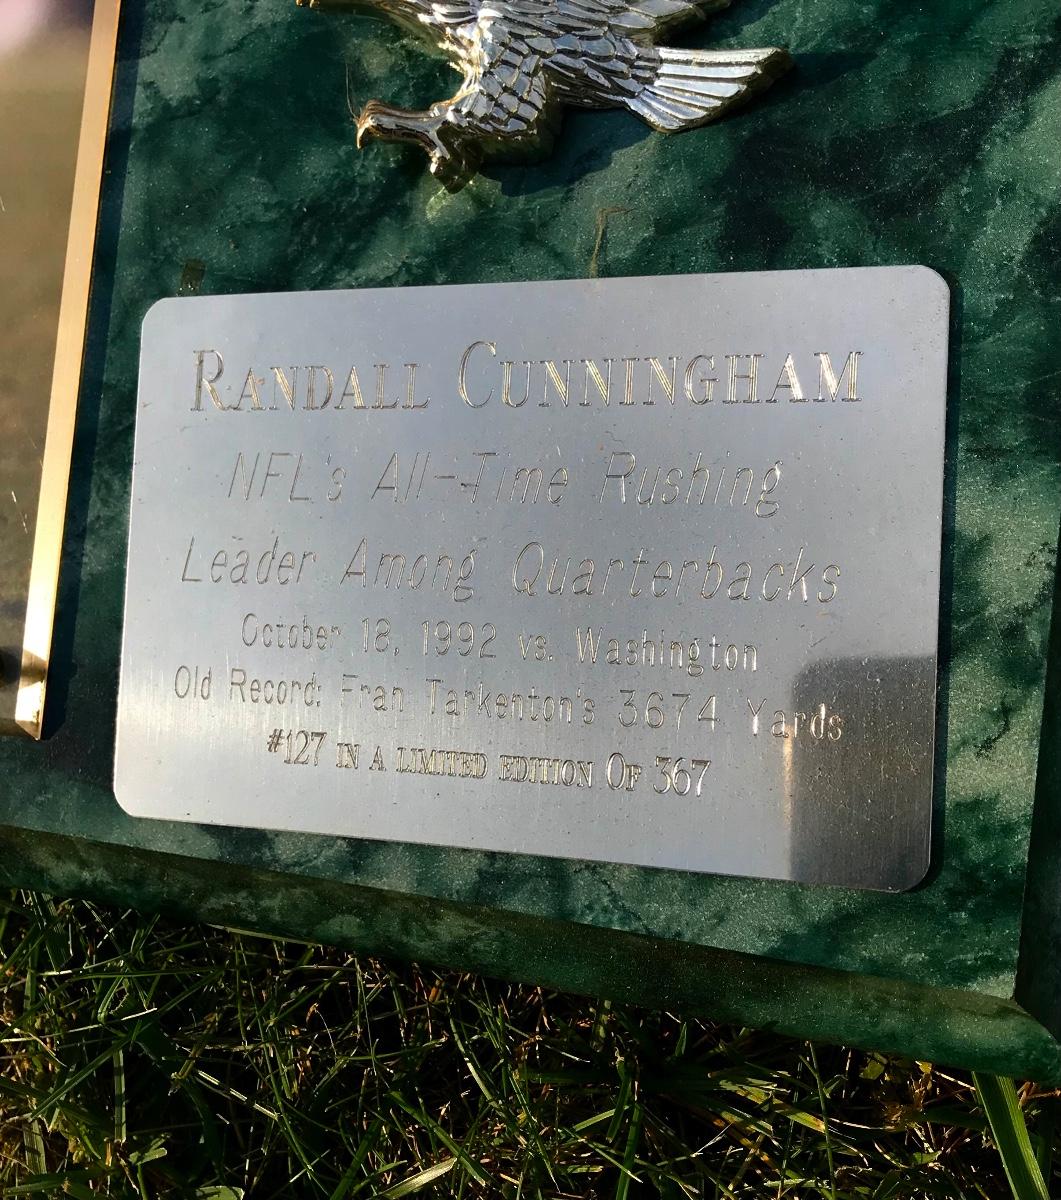 RANDALL CUNNINGHAM
NFL's All-Time Rushing
Leader Among Quarterbacks
October 18, 1992 vs. Washington
Old Record: Fran Tarkenton's 3674 Yards
#127 IN A LIMITED EDITION OF 367